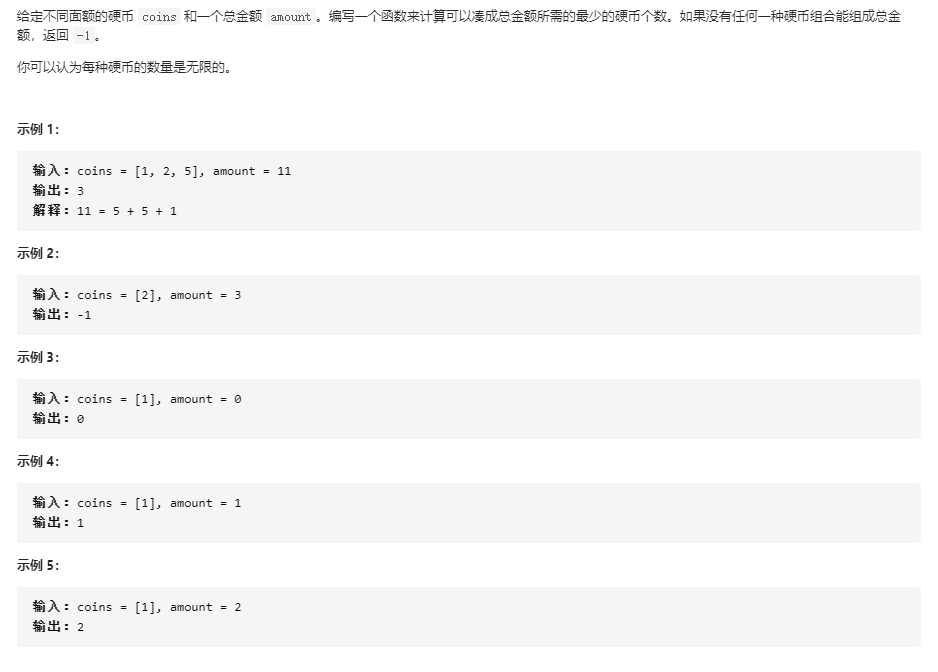 给定不同面额的硬币 coins 和一个总金额 amount 。编写一个函数来计算可以凑成总金额所需的最少的硬币个数。如果没有任何一种硬币组合能组成总金
额，返回 -1 。
你可以认为每种硬币的数量是无限的。
示例 1：
输入：coins = [1, 2, 5], amount = 11
输出：3
解释：11 = 5 + 5 + 1
示例 2：
输入：coins = [2], amount = 3
输出：-1
示例 3：
输入：coins = [1], amount = 0
输出：0
示例 4：
输入：coins = [1], amount = 1
输出：1
示例 5：
输入：coins = [1], amount = 2
输出：2